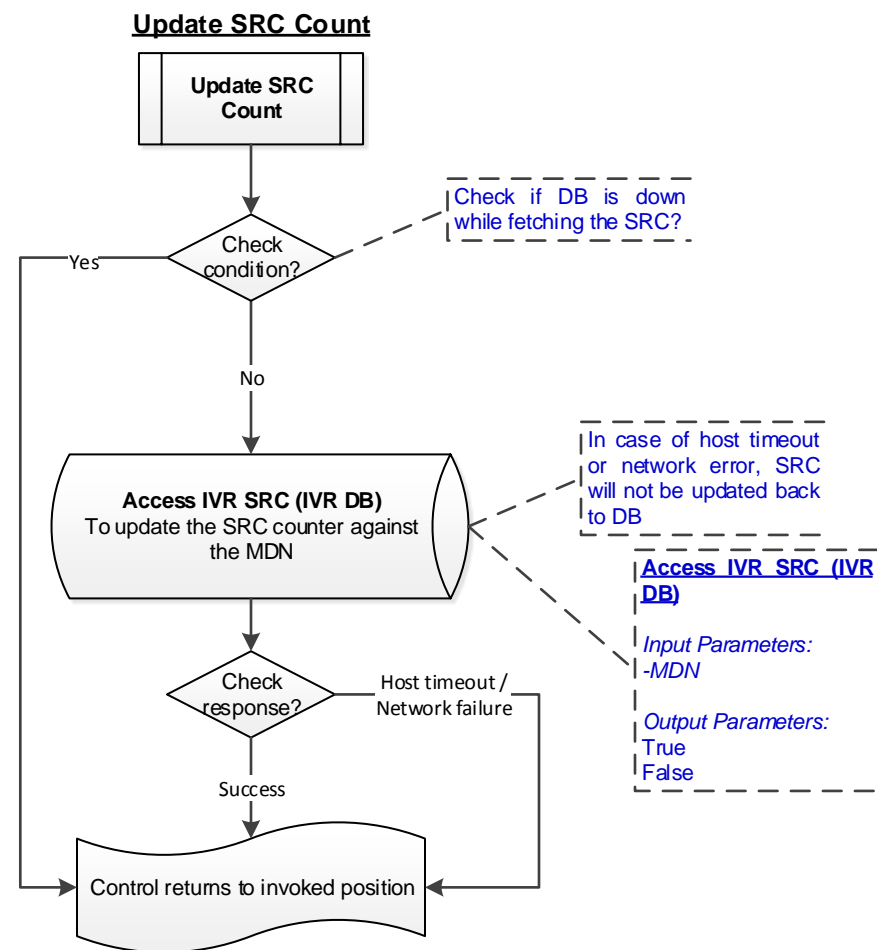 Update SRC Count
Update SRC
Count
Check if DB is down
while fetching the SRC?
Check
condition?
Yes
No
In case of host timeout
or network error, SRC
will not be updated back
to DB
Access IVR SRC (IVR DB)
To update the SRC counter against
the MDN
Access IVR SRC (IVR
DB)
Input Parameters:
-MDN
Output Parameters:
True
False
Check
response?
Host timeout /
Network failure
Success
Control returns to invoked position